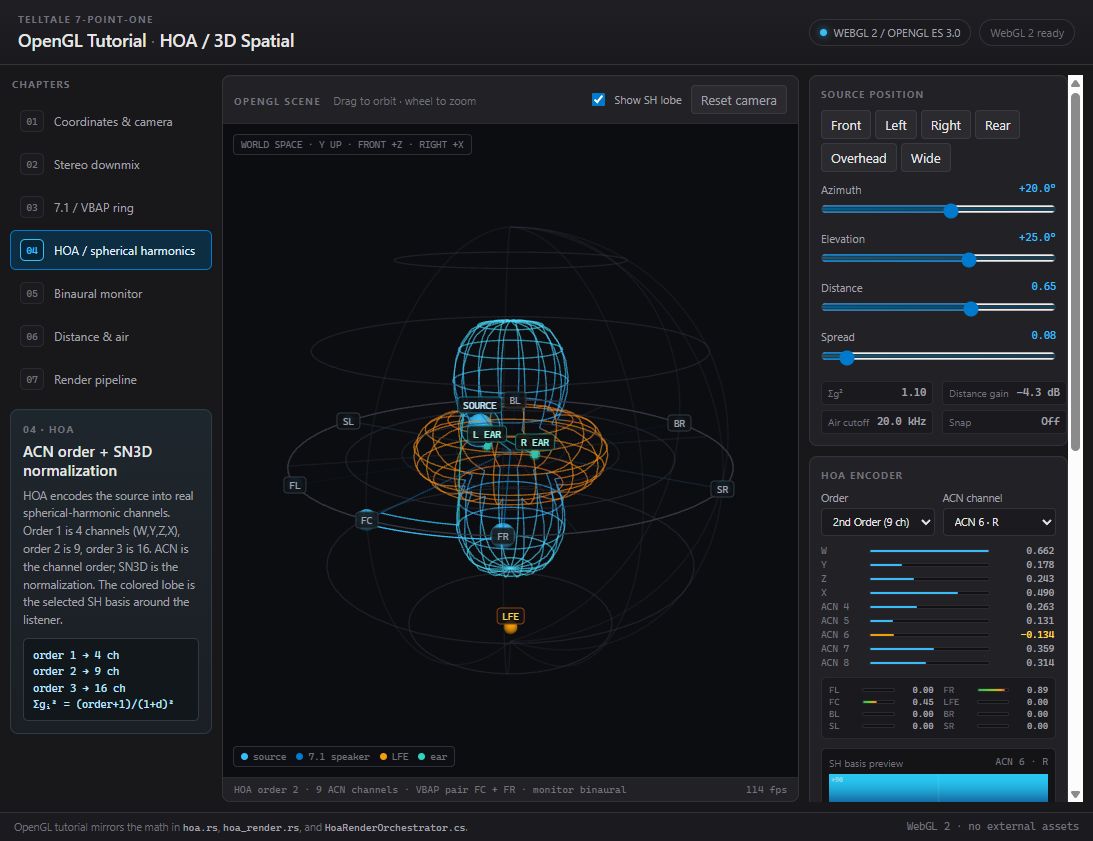 TELLTALE 7-POINT-ONE
OpenGL Tutorial · HOA / 3D Spatial
WEBGL 2 / OPENGL ES 3.0
WebGL 2 ready
CHAPTERS
01 Coordinates & camera
02 Stereo downmix
03 7.1 / VBAP ring
04 HOA / spherical harmonics
05 Binaural monitor
06 Distance & air
07 Render pipeline
04 · HOA
ACN order + SN3D
normalization
HOA encodes the source into real
spherical-harmonic channels.
Order 1 is 4 channels (W,Y,Z,X),
order 2 is 9, order 3 is 16. ACN is
the channel order; SN3D is the
normalization. The colored lobe is
the selected SH basis around the
listener.
order 1 → 4 ch
order 2 → 9 ch
order 3 → 16 ch
Σgᵢ² = (order+1)/(1+d)²
OPENGL SCENE Drag to orbit · wheel to zoom
Show SH lobe
Reset camera
WORLD SPACE · Y UP · FRONT +Z · RIGHT +X
SOURCE
BL
SL
BR
L EAR
R EAR
FL
SR
FC
FR
LFE
source 7.1 speaker LFE ear
HOA order 2 · 9 ACN channels · VBAP pair FC + FR · monitor binaural
114 fps
SOURCE POSITION
Front Left Right Rear
Overhead Wide
Azimuth +20.0°
Elevation +25.0°
Distance 0.65
Spread 0.08
Σg² 1.10
Distance gain −4.3 dB
Air cutoff 20.0 kHz
Snap Off
HOA ENCODER
Order ACN channel
2nd Order (9 ch) ACN 6 · R
W 0.662
Y 0.178
Z 0.243
X 0.490
ACN 4 0.263
ACN 5 0.131
ACN 6 −0.134
ACN 7 0.359
ACN 8 0.314
FL 0.00 FR 0.89
FC 0.45 LFE 0.00
BL 0.00 BR 0.00
SL 0.00 SR 0.00
SH basis preview ACN 6 · R
+90
OpenGL tutorial mirrors the math in hoa.rs, hoa_render.rs, and HoaRenderOrchestrator.cs.
WebGL 2 · no external assets